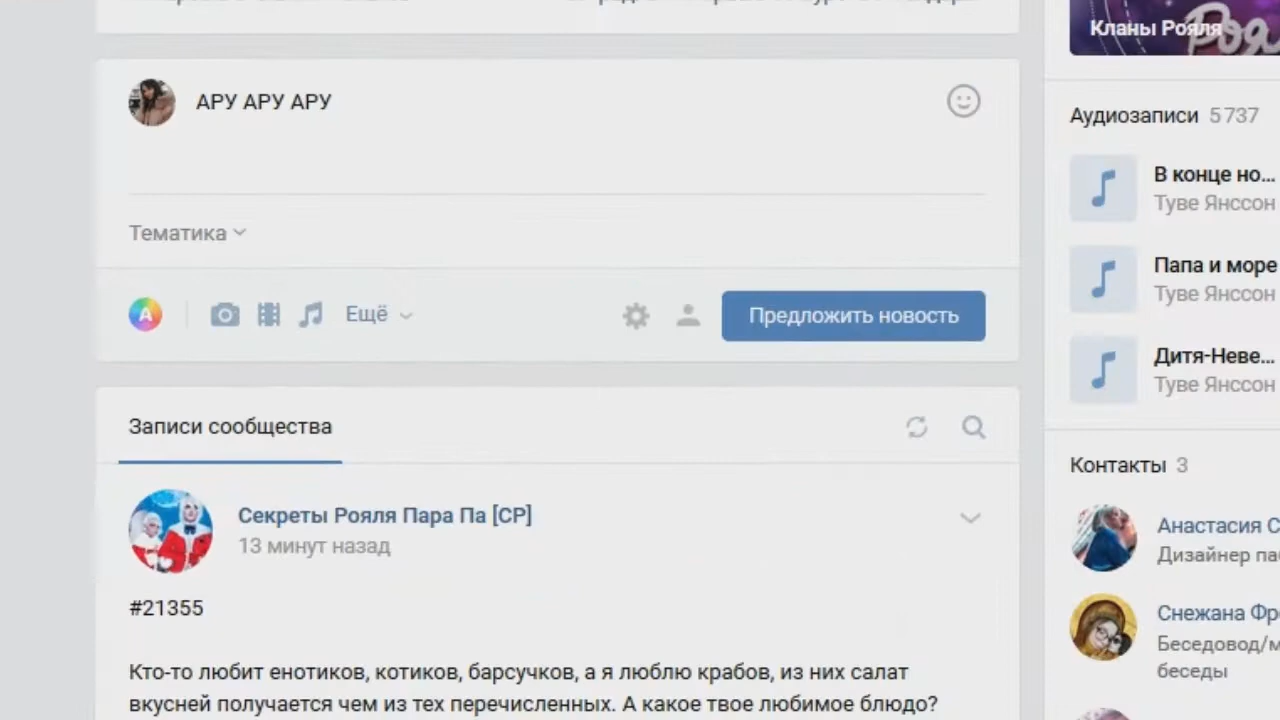 Кланы Рояля
АРУ АРУ АРУ
Тематика
Ещё
Предложить новость
Записи сообщества
Секреты Рояля Пара Па [СР]
13 минут назад
#21355
Кто-то любит енотиков, котиков, барсучков, а я люблю крабов, из них салат
вкусней получается чем из тех перечисленных. А какое твое любимое блюдо?
Аудиозаписи 5 737
В конце но...
Туве Янссон
Папа и море
Туве Янссон
Дитя-Неве...
Туве Янссон
Контакты 3
Анастасия С
Дизайнер па
Снежана Фр
Беседовод/м
беседы